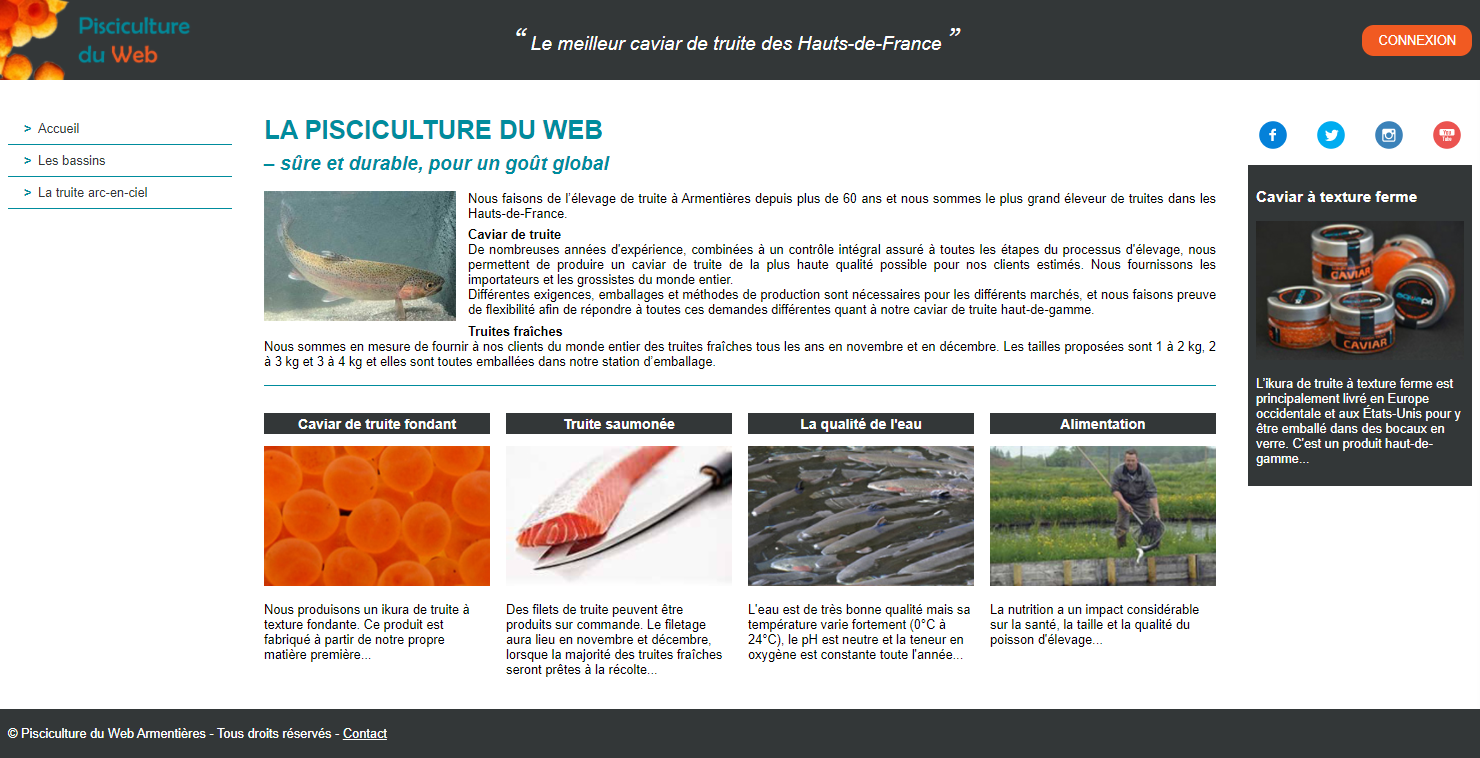 Pisciculture
du Web
“ Le meilleur caviar de truite des Hauts-de-France ”
CONNEXION
> Accueil
> Les bassins
> La truite arc-en-ciel
LA PISCICULTURE DU WEB
– sûre et durable, pour un goût global
Nous faisons de l’élevage de truite à Armentières depuis plus de 60 ans et nous sommes le plus grand éleveur de truites dans les
Hauts-de-France.
Caviar de truite
De nombreuses années d'expérience, combinées à un contrôle intégral assuré à toutes les étapes du processus d'élevage, nous
permettent de produire un caviar de truite de la plus haute qualité possible pour nos clients estimés. Nous fournissons les
importateurs et les grossistes du monde entier.
Différentes exigences, emballages et méthodes de production sont nécessaires pour les différents marchés, et nous faisons preuve
de flexibilité afin de répondre à toutes ces demandes différentes quant à notre caviar de truite haut-de-gamme.
Truites fraîches
Nous sommes en mesure de fournir à nos clients du monde entier des truites fraîches tous les ans en novembre et en décembre. Les tailles proposées sont 1 à 2 kg, 2
à 3 kg et 3 à 4 kg et elles sont toutes emballées dans notre station d’emballage.
Caviar de truite fondant
Nous produisons un ikura de truite à
texture fondante. Ce produit est
fabriqué à partir de notre propre
matière première...
Truite saumonée
Des filets de truite peuvent être
produits sur commande. Le filetage
aura lieu en novembre et décembre,
lorsque la majorité des truites fraîches
seront prêtes à la récolte...
La qualité de l'eau
L'eau est de très bonne qualité mais sa
température varie fortement (0°C à
24°C), le pH est neutre et la teneur en
oxygène est constante toute l'année...
Alimentation
La nutrition a un impact considérable
sur la santé, la taille et la qualité du
poisson d'élevage...
You
Tube
Caviar à texture ferme
CAVIAR
aquapri
CAVIAR
L'ikura de truite à texture ferme est
principalement livré en Europe
occidentale et aux États-Unis pour y
être emballé dans des bocaux en
verre. C'est un produit haut-de-
gamme...
© Pisciculture du Web Armentières - Tous droits réservés - Contact